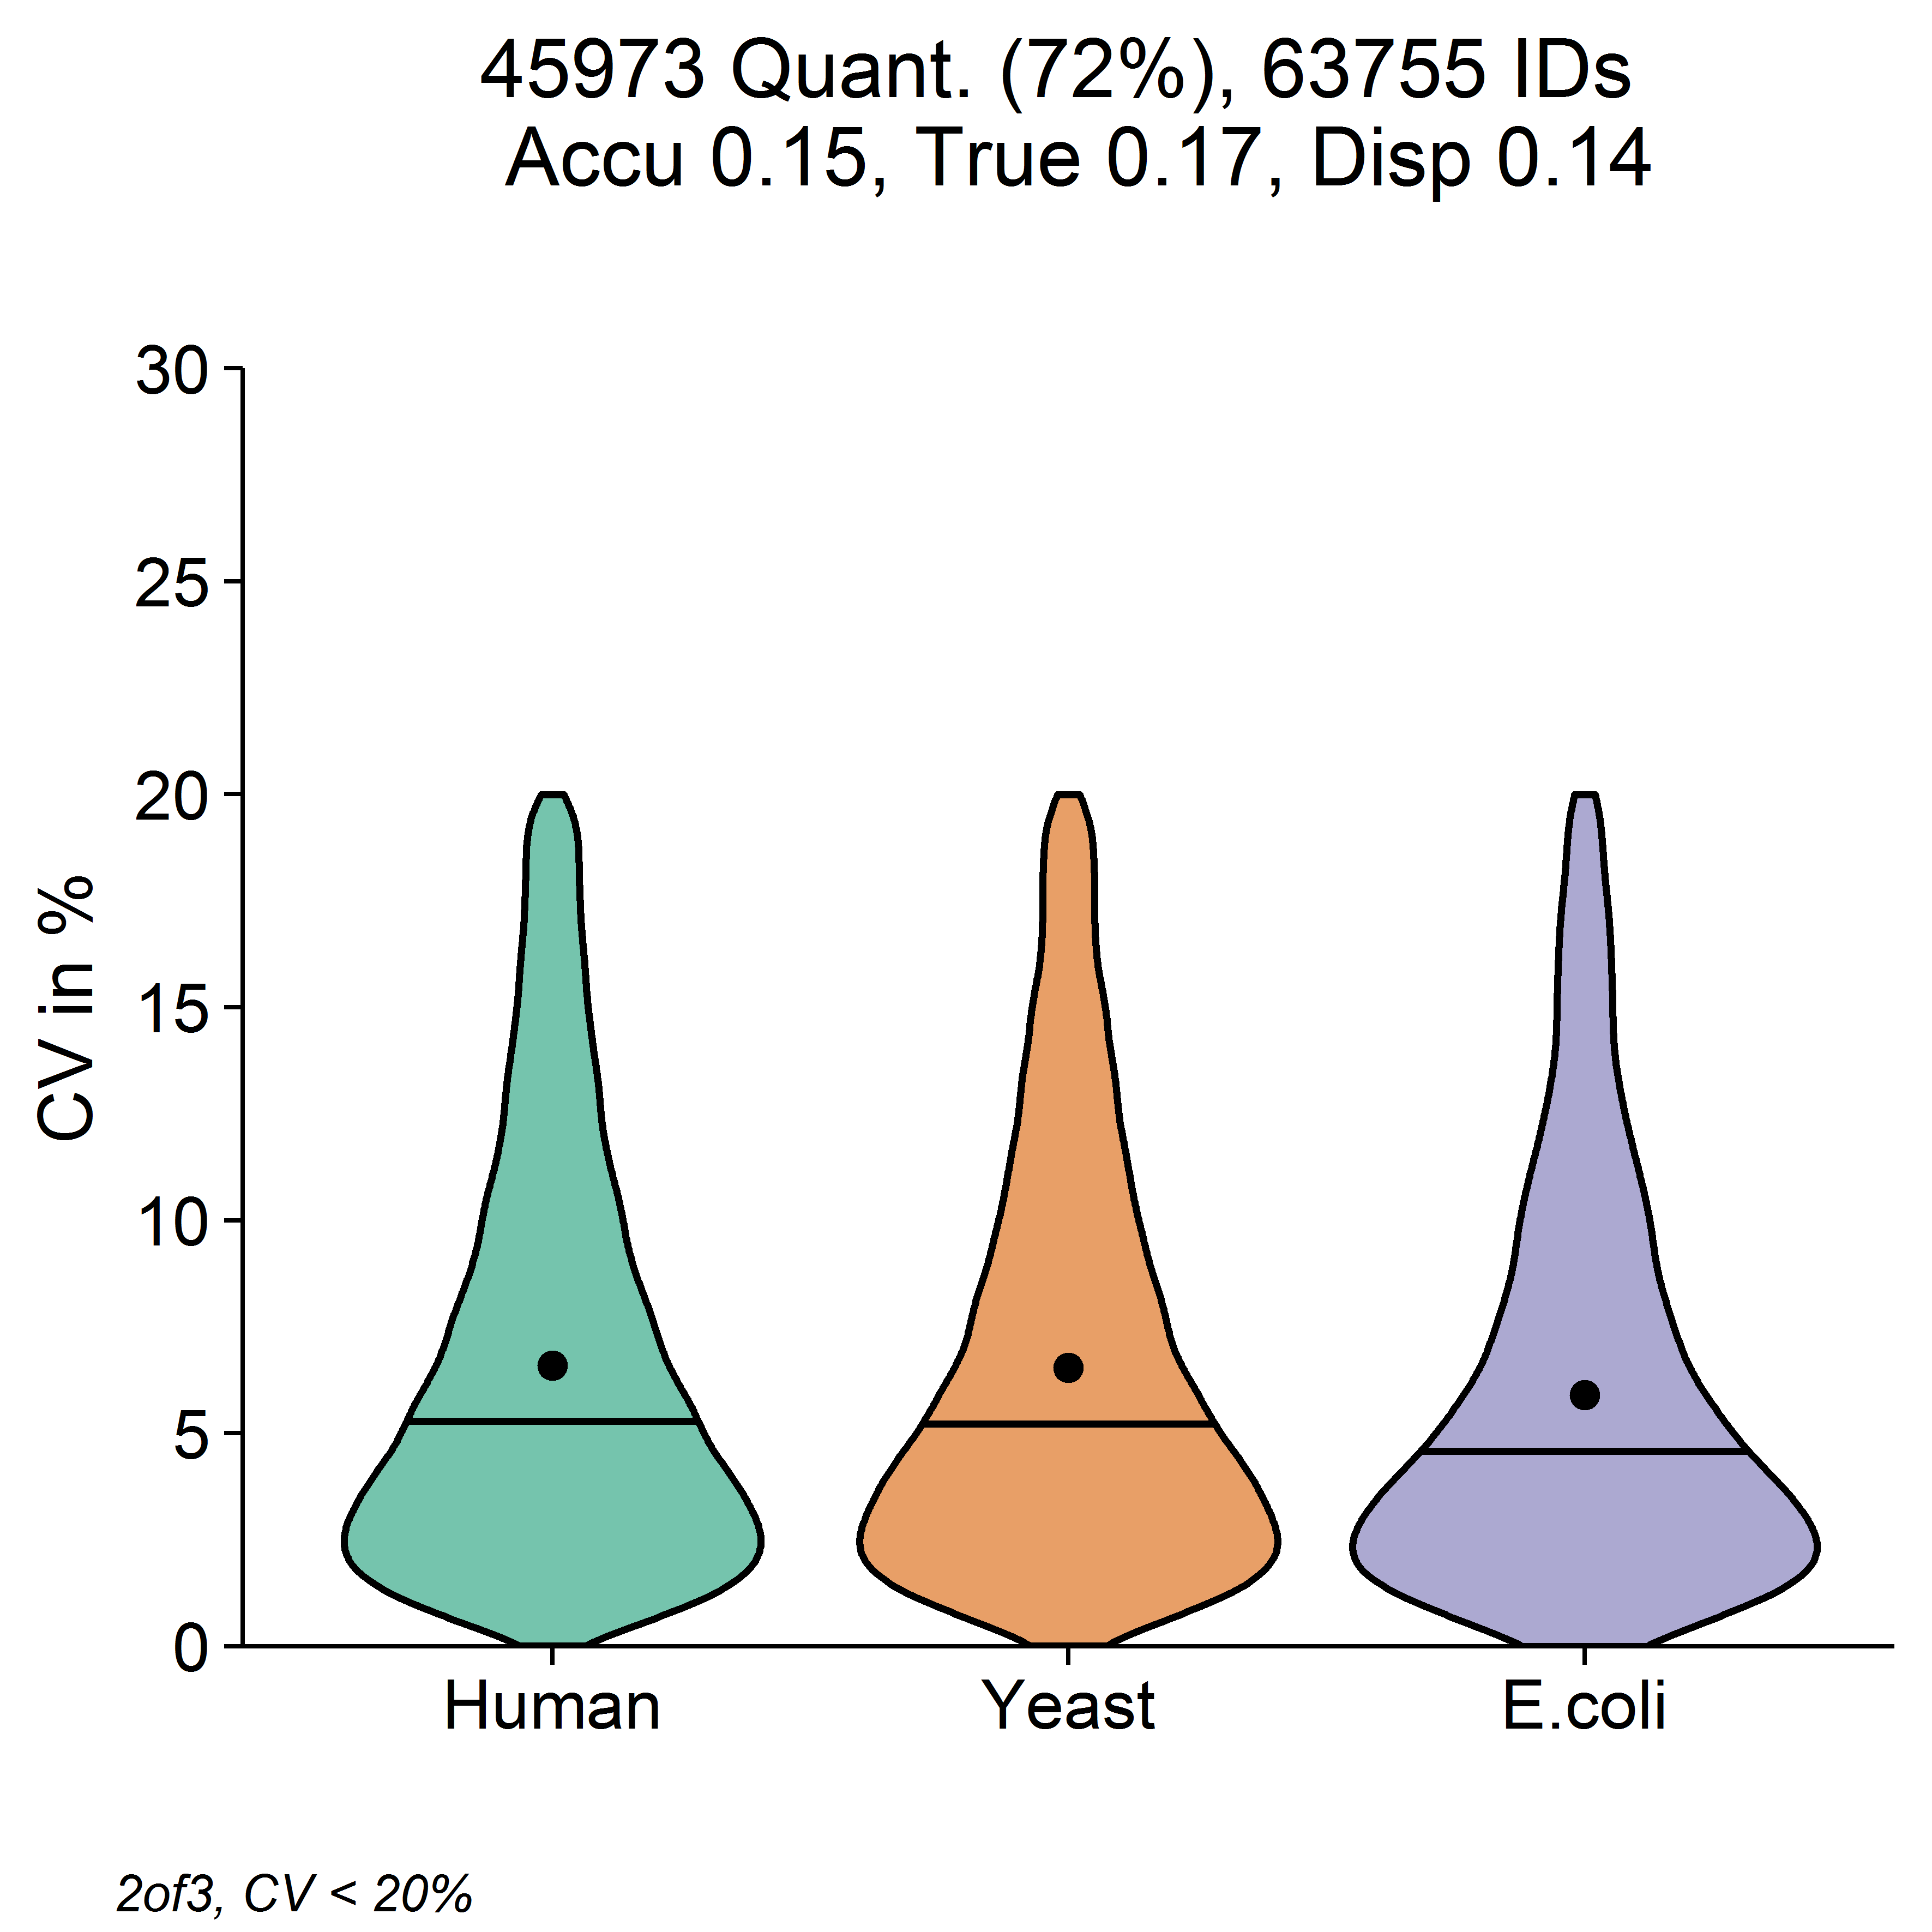 45973 Quant. (72%), 63755 IDs
Accu 0.15, True 0.17, Disp 0.14
30
25
20
15
10
5
0
CV in %
Human
Yeast
E.coli
2of3, CV < 20%